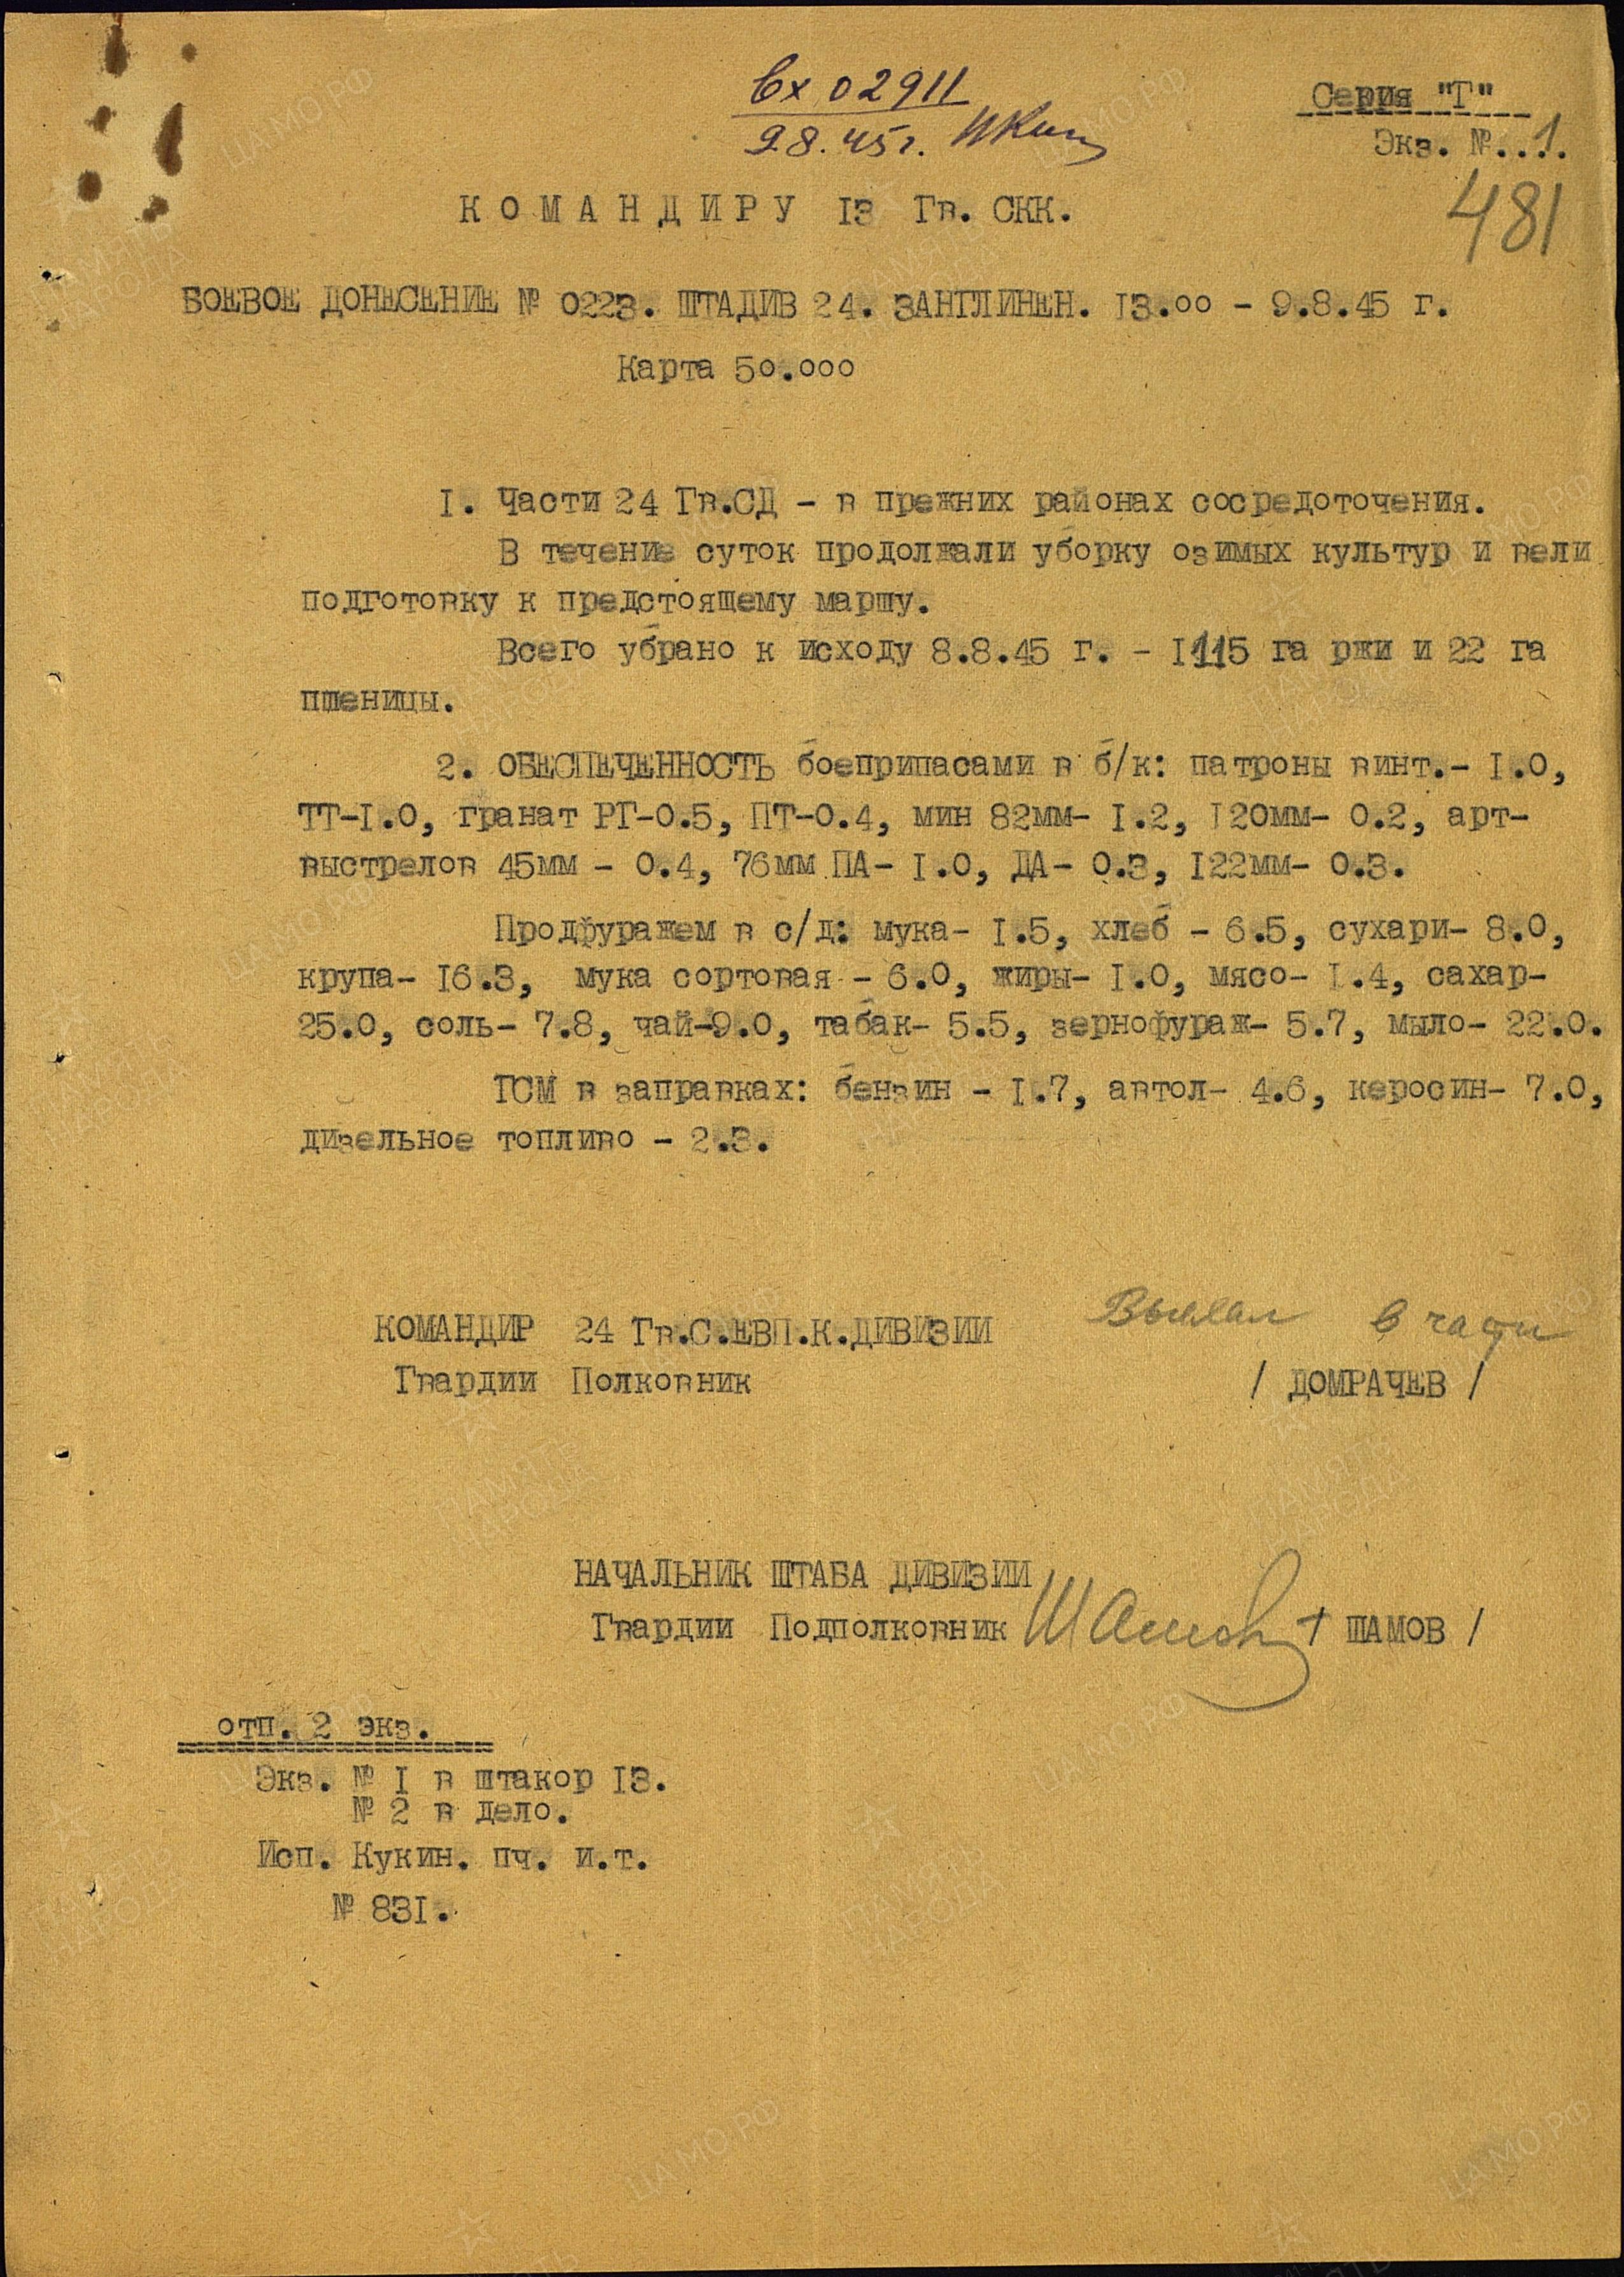 Вх 02911
9.8.45г.
Серия "Т"
Экз. №...1.
481
КОМАНДИРУ 13 Гв. СКК.
БОЕВОЕ ДОНЕСЕНИЕ № 0223. ШТАДИВ 24. ЗАНГЛИНЕН. 13.00 - 9.8.45 г.
Карта 50.000
1. Части 24 Гв.СД - в прежних районах сосредоточения.
В течение суток продолжали уборку озимых культур и вели
подготовку к предстоящему маршу.
Всего убрано к исходу 8.8.45 г. - 1115 га ржи и 22 га
пшеницы.
2. ОБЕСПЕЧЕННОСТЬ боеприпасами в б/к: патроны винт.- 1.0,
ТТ-1.0, гранат РГ-0.5, ПТ-0.4, мин 82мм- 1.2, 120мм- 0.2, арт-
выстрелов 45мм - 0.4, 76мм ПА- 1.0, ДА- 0.3, 122мм- 0.3.
Продфуражем в с/д: мука- 1.5, хлеб - 6.5, сухари- 8.0,
крупа- 16.3, мука сортовая - 6.0, жиры- 1.0, мясо- 1.4, сахар-
25.0, соль- 7.8, чай-9.0, табак- 5.5, зернофураж- 5.7, мыло- 22.0.
ГСМ в заправках: бензин - 1.7, автол- 4.6, керосин- 7.0,
дизельное топливо - 2.3.
КОМАНДИР 24 Гв.С.ЕВП.К.ДИВИЗИИ Выехал в части
Гвардии Полковник / ДОМРАЧЕВ /
НАЧАЛЬНИК ШТАБА ДИВИЗИИ
Гвардии Подполковник Шамов / ШАМОВ /
отп. 2 экз.
Экз. № 1 в штакор 13.
№ 2 в дело.
Исп. Кукин. пч. и.т.
№ 831.